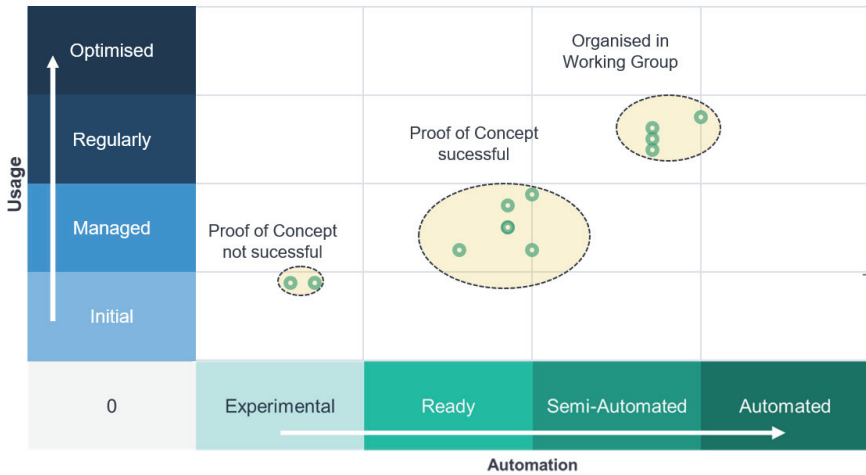 Optimised
Organised in
Working Group
Regularly
Proof of Concept
sucessful
Usage
Managed
Proof of Concept
not sucessful
Initial
0
Experimental
Ready
Semi-Automated
Automated
Automation